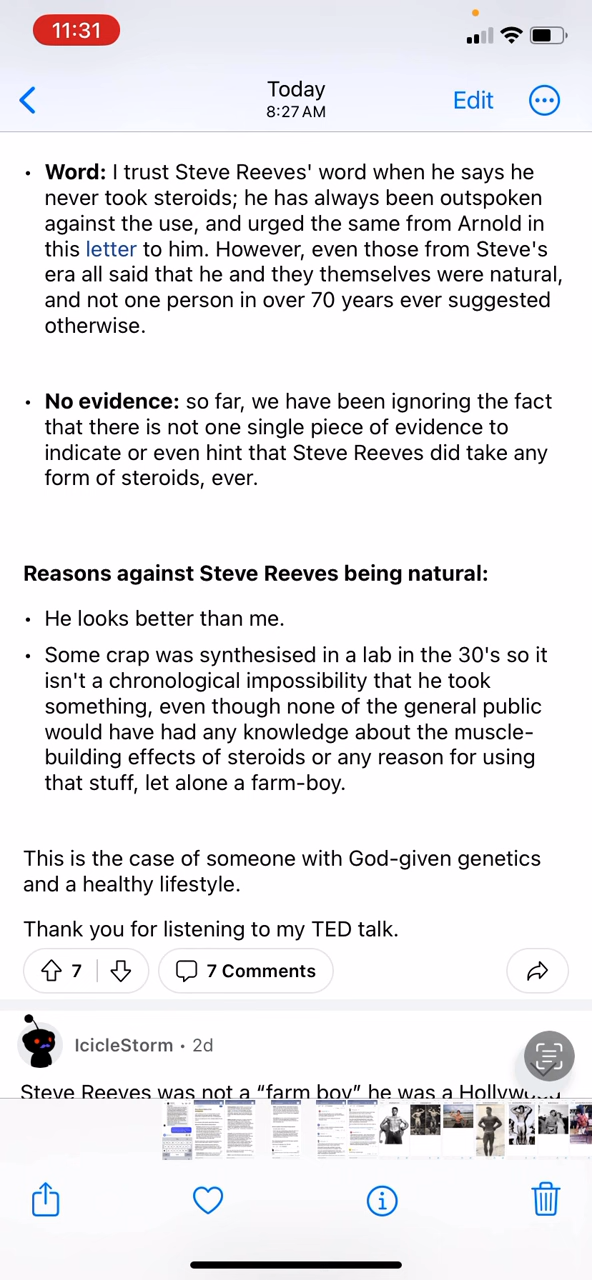 11:31
Today
8:27 AM
Edit
• Word: I trust Steve Reeves' word when he says he
never took steroids; he has always been outspoken
against the use, and urged the same from Arnold in
this letter to him. However, even those from Steve's
era all said that he and they themselves were natural,
and not one person in over 70 years ever suggested
otherwise.
• No evidence: so far, we have been ignoring the fact
that there is not one single piece of evidence to
indicate or even hint that Steve Reeves did take any
form of steroids, ever.
Reasons against Steve Reeves being natural:
• He looks better than me.
• Some crap was synthesised in a lab in the 30's so it
isn't a chronological impossibility that he took
something, even though none of the general public
would have had any knowledge about the muscle-
building effects of steroids or any reason for using
that stuff, let alone a farm-boy.
This is the case of someone with God-given genetics
and a healthy lifestyle.
Thank you for listening to my TED talk.
7
7 Comments
IcicleStorm • 2d
Steve Reeves was not a “farm boy” he was a